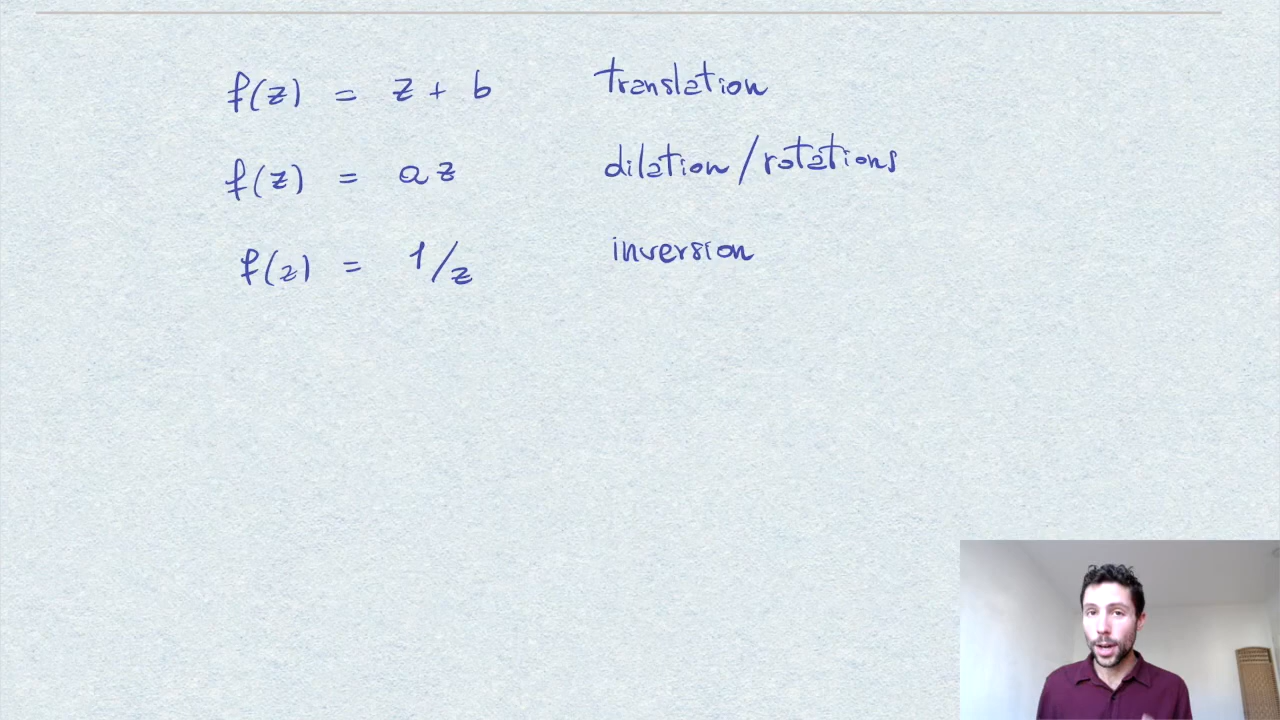 f(z) = z + b translation
f(z) = az dilation/rotations
f(z) = 1/z inversion